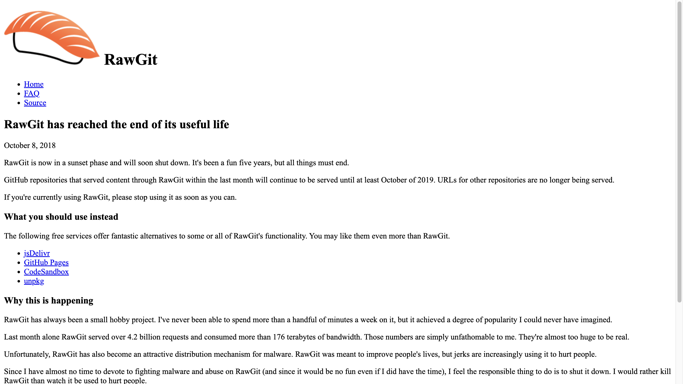 RawGit
Home
FAQ
Source
RawGit has reached the end of its useful life
October 8, 2018
RawGit is now in a sunset phase and will soon shut down. It's been a fun five years, but all things must end.
GitHub repositories that served content through RawGit within the last month will continue to be served until at least October of 2019. URLs for other repositories are no longer being served.
If you're currently using RawGit, please stop using it as soon as you can.
What you should use instead
The following free services offer fantastic alternatives to some or all of RawGit's functionality. You may like them even more than RawGit.
jsDelivr
GitHub Pages
CodeSandbox
unpkg
Why this is happening
RawGit has always been a small hobby project. I've never been able to spend more than a handful of minutes a week on it, but it achieved a degree of popularity I could never have imagined.
Last month alone RawGit served over 4.2 billion requests and consumed more than 176 terabytes of bandwidth. Those numbers are simply unfathomable to me. They're almost too huge to be real.
Unfortunately, RawGit has also become an attractive distribution mechanism for malware. RawGit was meant to improve people's lives, but jerks are increasingly using it to hurt people.
Since I have almost no time to devote to fighting malware and abuse on RawGit (and since it would be no fun even if I did have the time), I feel the responsible thing to do is to shut it down. I would rather kill
RawGit than watch it be used to hurt people.